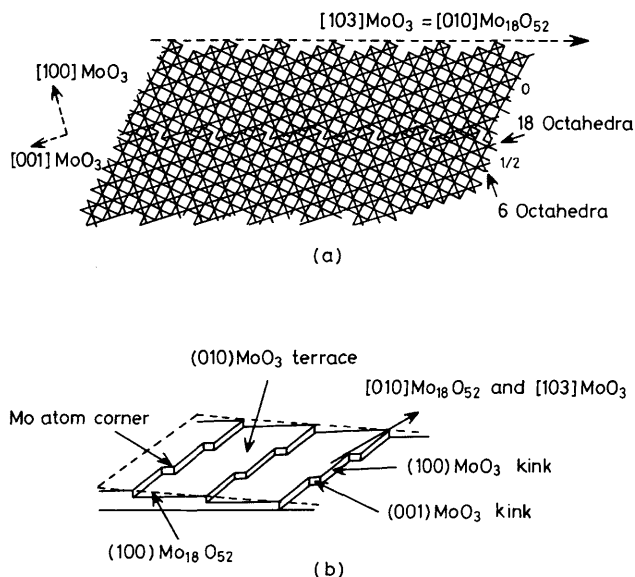 [103]MoO₃ = [010]Mo₁₈O₅₂
[100] MoO₃
[001] MoO₃
0
18 Octahedra
1/2
6 Octahedra
(a)
(010)MoO₃ terrace
[010]Mo₁₈O₅₂ and [103]MoO₃
Mo atom corner
(100)MoO₃ kink
(001)MoO₃ kink
(100)Mo₁₈O₅₂
(b)